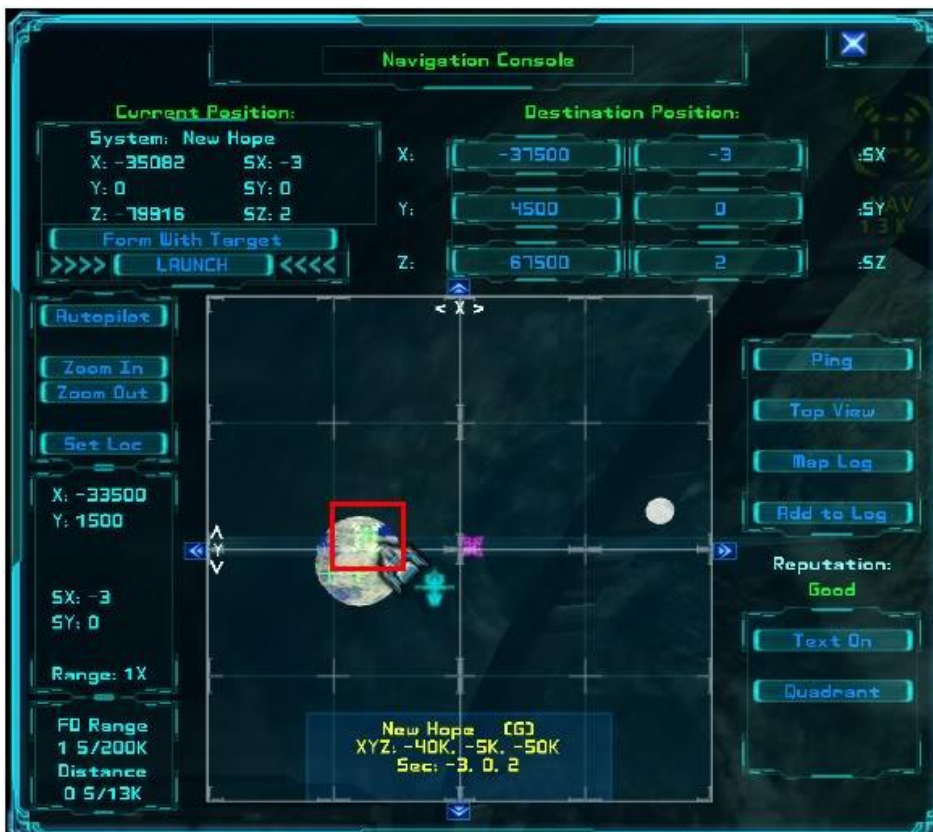 Navigation Console
Current Position:
Destination Position:
System: New Hope
X: -35082 SX: -3
Y: 0 SY: 0
Z: -79916 SZ: 2
X: -37500 -3 :SX
Y: 4500 0 :SY
Z: 67500 2 :SZ
Form With Target
>>>> LAUNCH <<<<
< X >
Autopilot
Zoom In
Zoom Out
Set Loc
X: -33500
Y: 1500
SX: -3
SY: 0
Range: 1X
FD Range
1 S/200K
Distance
0 S/13K
< Y >
New Hope (G)
XYZ: -40K, -5K, -50K
Sec: -3, 0, 2
Ping
Top View
Map Log
Add to Log
Reputation:
Good
Text On
Quadrant